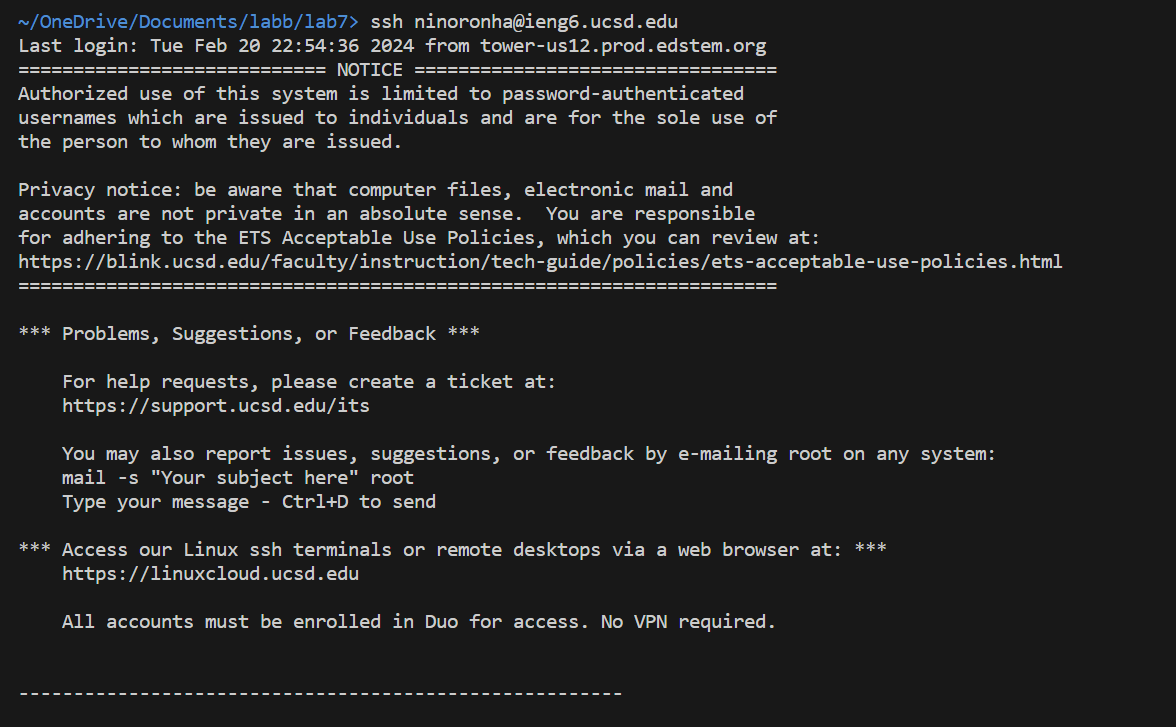 ~/OneDrive/Documents/labb/lab7> ssh ninoronha@ieng6.ucsd.edu
Last login: Tue Feb 20 22:54:36 2024 from tower-us12.prod.edstem.org
============================ NOTICE =================================
Authorized use of this system is limited to password-authenticated
usernames which are issued to individuals and are for the sole use of
the person to whom they are issued.

Privacy notice: be aware that computer files, electronic mail and
accounts are not private in an absolute sense.  You are responsible
for adhering to the ETS Acceptable Use Policies, which you can review at:
https://blink.ucsd.edu/faculty/instruction/tech-guide/policies/ets-acceptable-use-policies.html
=====================================================================

*** Problems, Suggestions, or Feedback ***

    For help requests, please create a ticket at:
    https://support.ucsd.edu/its

    You may also report issues, suggestions, or feedback by e-mailing root on any system:
    mail -s "Your subject here" root
    Type your message - Ctrl+D to send

*** Access our Linux ssh terminals or remote desktops via a web browser at: ***
    https://linuxcloud.ucsd.edu

    All accounts must be enrolled in Duo for access. No VPN required.


-------------------------------------------------------